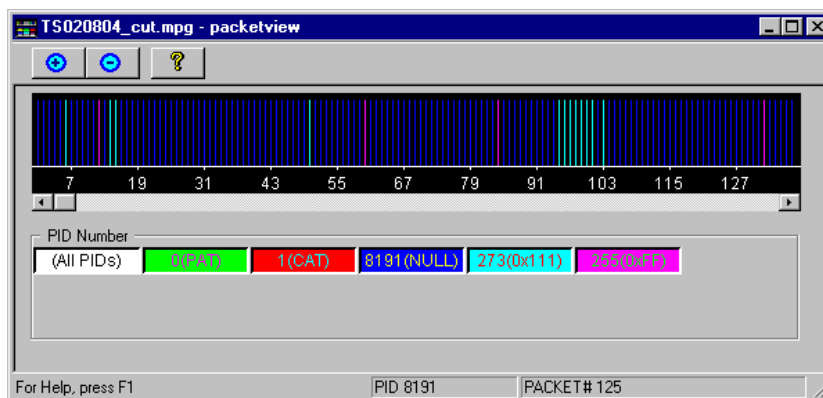 TS020804_cut.mpg - packetview
7 19 31 43 55 67 79 91 103 115 127
PID Number
(All PIDs) 0(PAT) 1(CAT) 8191(NULL) 273(0x111) 255(0xFF)
For Help, press F1 PID 8191 PACKET# 125